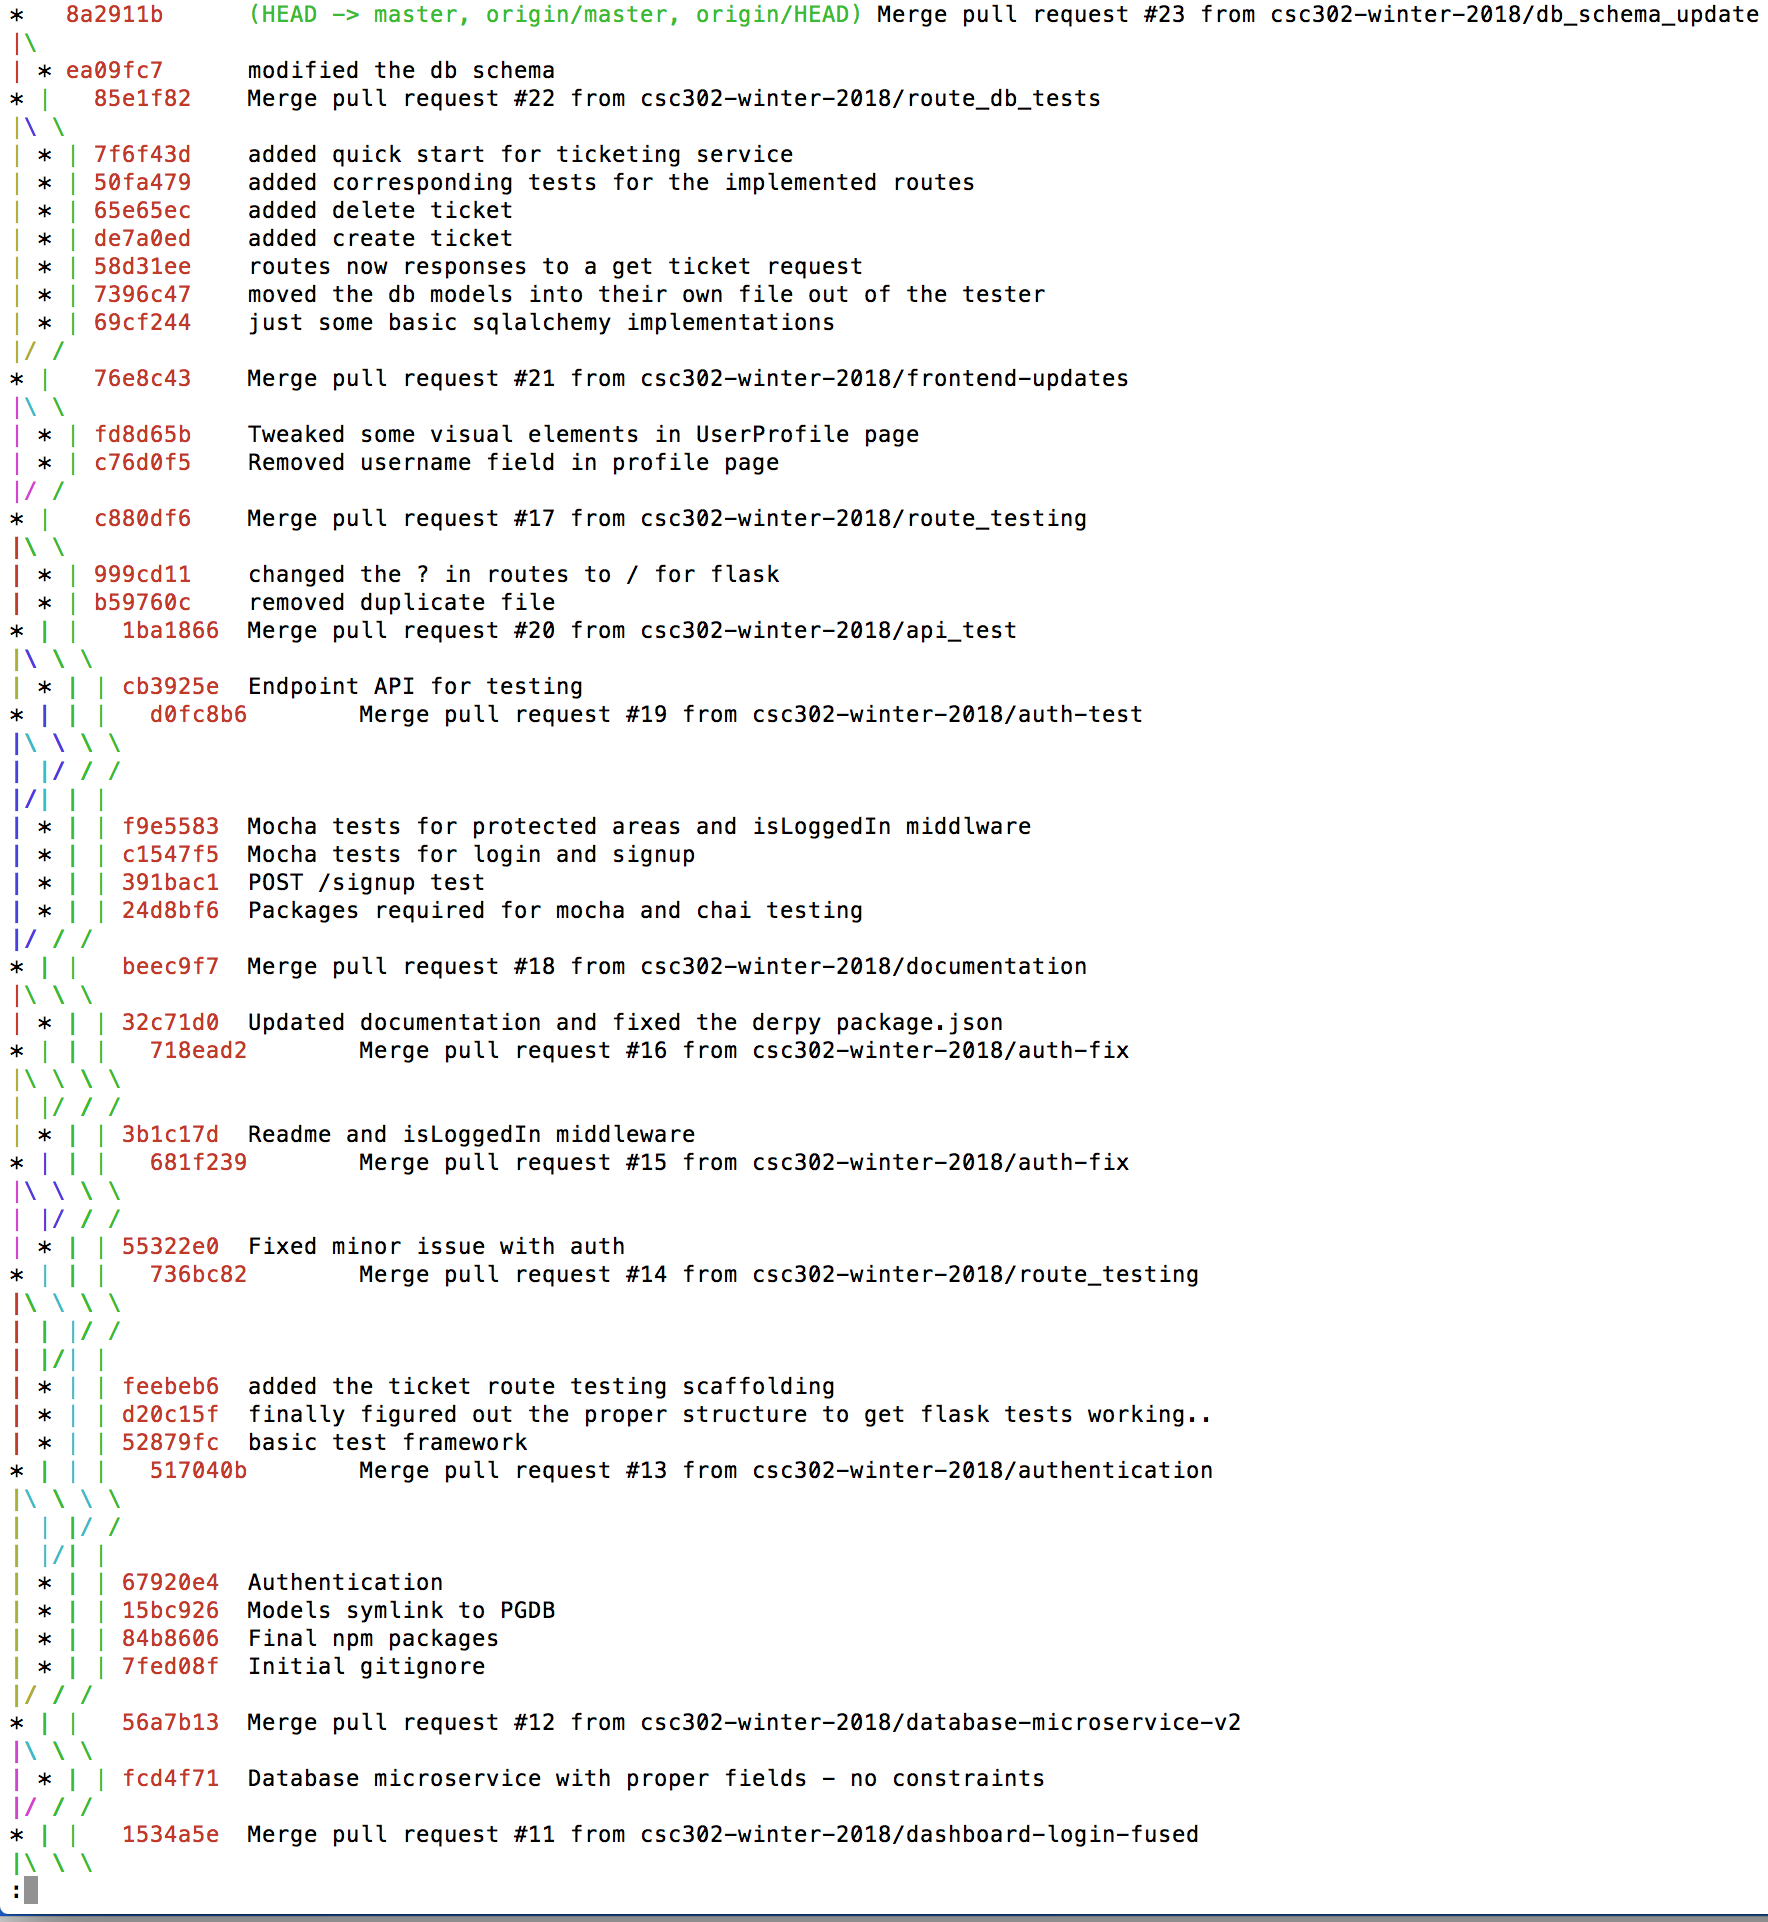 *   8a2911b      (HEAD -> master, origin/master, origin/HEAD) Merge pull request #23 from csc302-winter-2018/db_schema_update
|\
| * ea09fc7      modified the db schema
* |   85e1f82    Merge pull request #22 from csc302-winter-2018/route_db_tests
|\ \
| * | 7f6f43d    added quick start for ticketing service
| * | 50fa479    added corresponding tests for the implemented routes
| * | 65e65ec    added delete ticket
| * | de7a0ed    added create ticket
| * | 58d31ee    routes now responses to a get ticket request
| * | 7396c47    moved the db models into their own file out of the tester
| * | 69cf244    just some basic sqlalchemy implementations
|/ /
* |   76e8c43    Merge pull request #21 from csc302-winter-2018/frontend-updates
|\ \
| * | fd8d65b    Tweaked some visual elements in UserProfile page
| * | c76d0f5    Removed username field in profile page
|/ /
* |   c880df6    Merge pull request #17 from csc302-winter-2018/route_testing
|\ \
| * | 999cd11    changed the ? in routes to / for flask
| * | b59760c    removed duplicate file
* | |   1ba1866  Merge pull request #20 from csc302-winter-2018/api_test
|\ \ \
| * | | cb3925e  Endpoint API for testing
* | | |   d0fc8b6        Merge pull request #19 from csc302-winter-2018/auth-test
|\ \ \ \
| |/ / /
|/| | |
| * | | f9e5583  Mocha tests for protected areas and isLoggedIn middlware
| * | | c1547f5  Mocha tests for login and signup
| * | | 391bac1  POST /signup test
| * | | 24d8bf6  Packages required for mocha and chai testing
|/ / /
* | |   beec9f7  Merge pull request #18 from csc302-winter-2018/documentation
|\ \ \
| * | | 32c71d0  Updated documentation and fixed the derpy package.json
* | | |   718ead2        Merge pull request #16 from csc302-winter-2018/auth-fix
|\ \ \ \
| |/ / /
| * | | 3b1c17d  Readme and isLoggedIn middleware
* | | |   681f239        Merge pull request #15 from csc302-winter-2018/auth-fix
|\ \ \ \
| |/ / /
| * | | 55322e0  Fixed minor issue with auth
* | | |   736bc82        Merge pull request #14 from csc302-winter-2018/route_testing
|\ \ \ \
| | |/ /
| |/| |
| * | | feebeb6  added the ticket route testing scaffolding
| * | | d20c15f  finally figured out the proper structure to get flask tests working..
| * | | 52879fc  basic test framework
* | | |   517040b        Merge pull request #13 from csc302-winter-2018/authentication
|\ \ \ \
| | |/ /
| |/| |
| * | | 67920e4  Authentication
| * | | 15bc926  Models symlink to PGDB
| * | | 84b8606  Final npm packages
| * | | 7fed08f  Initial gitignore
|/ / /
* | |   56a7b13  Merge pull request #12 from csc302-winter-2018/database-microservice-v2
|\ \ \
| * | | fcd4f71  Database microservice with proper fields - no constraints
|/ / /
* | |   1534a5e  Merge pull request #11 from csc302-winter-2018/dashboard-login-fused
|\ \ \
: